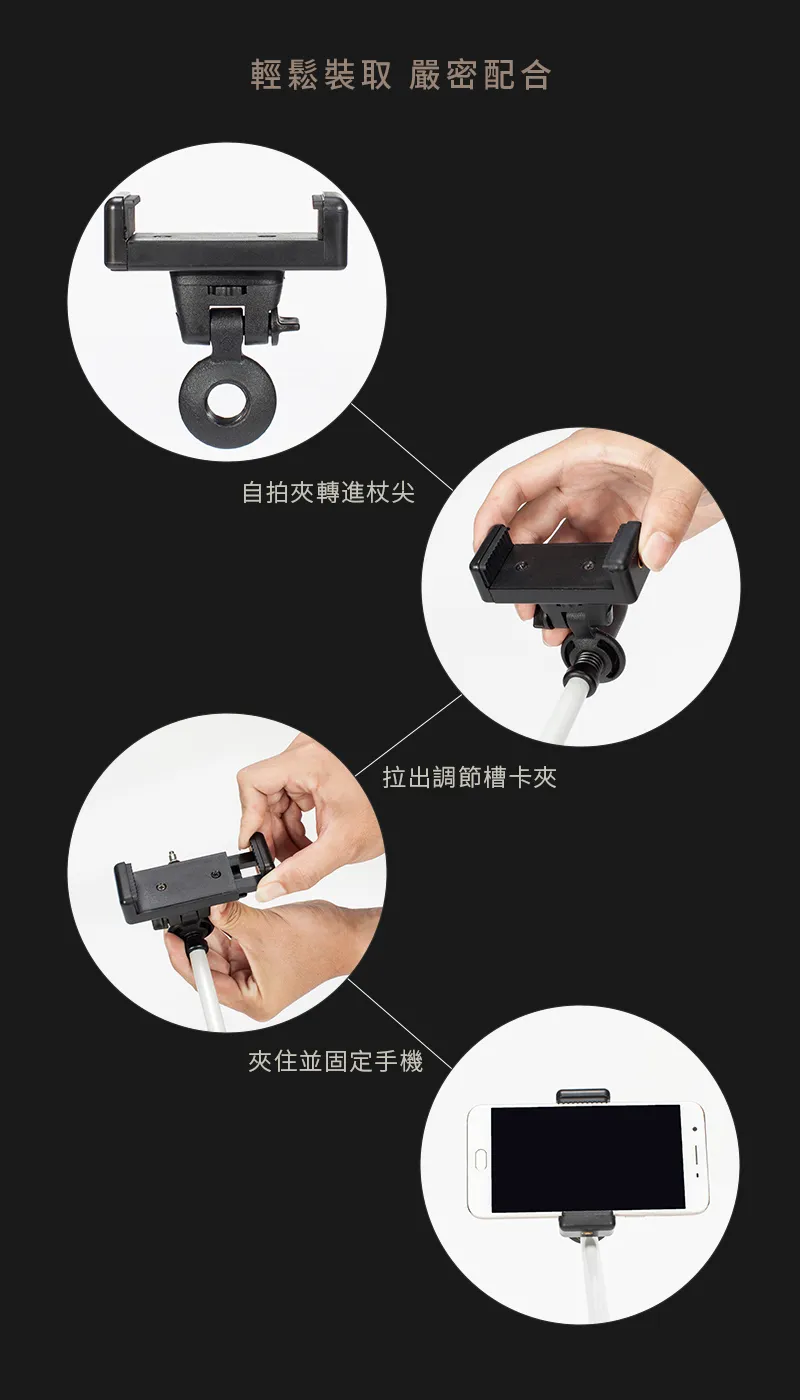 輕鬆裝取 嚴密配合
自拍夾轉進杖尖
拉出調節槽卡夾
夾住並固定手機